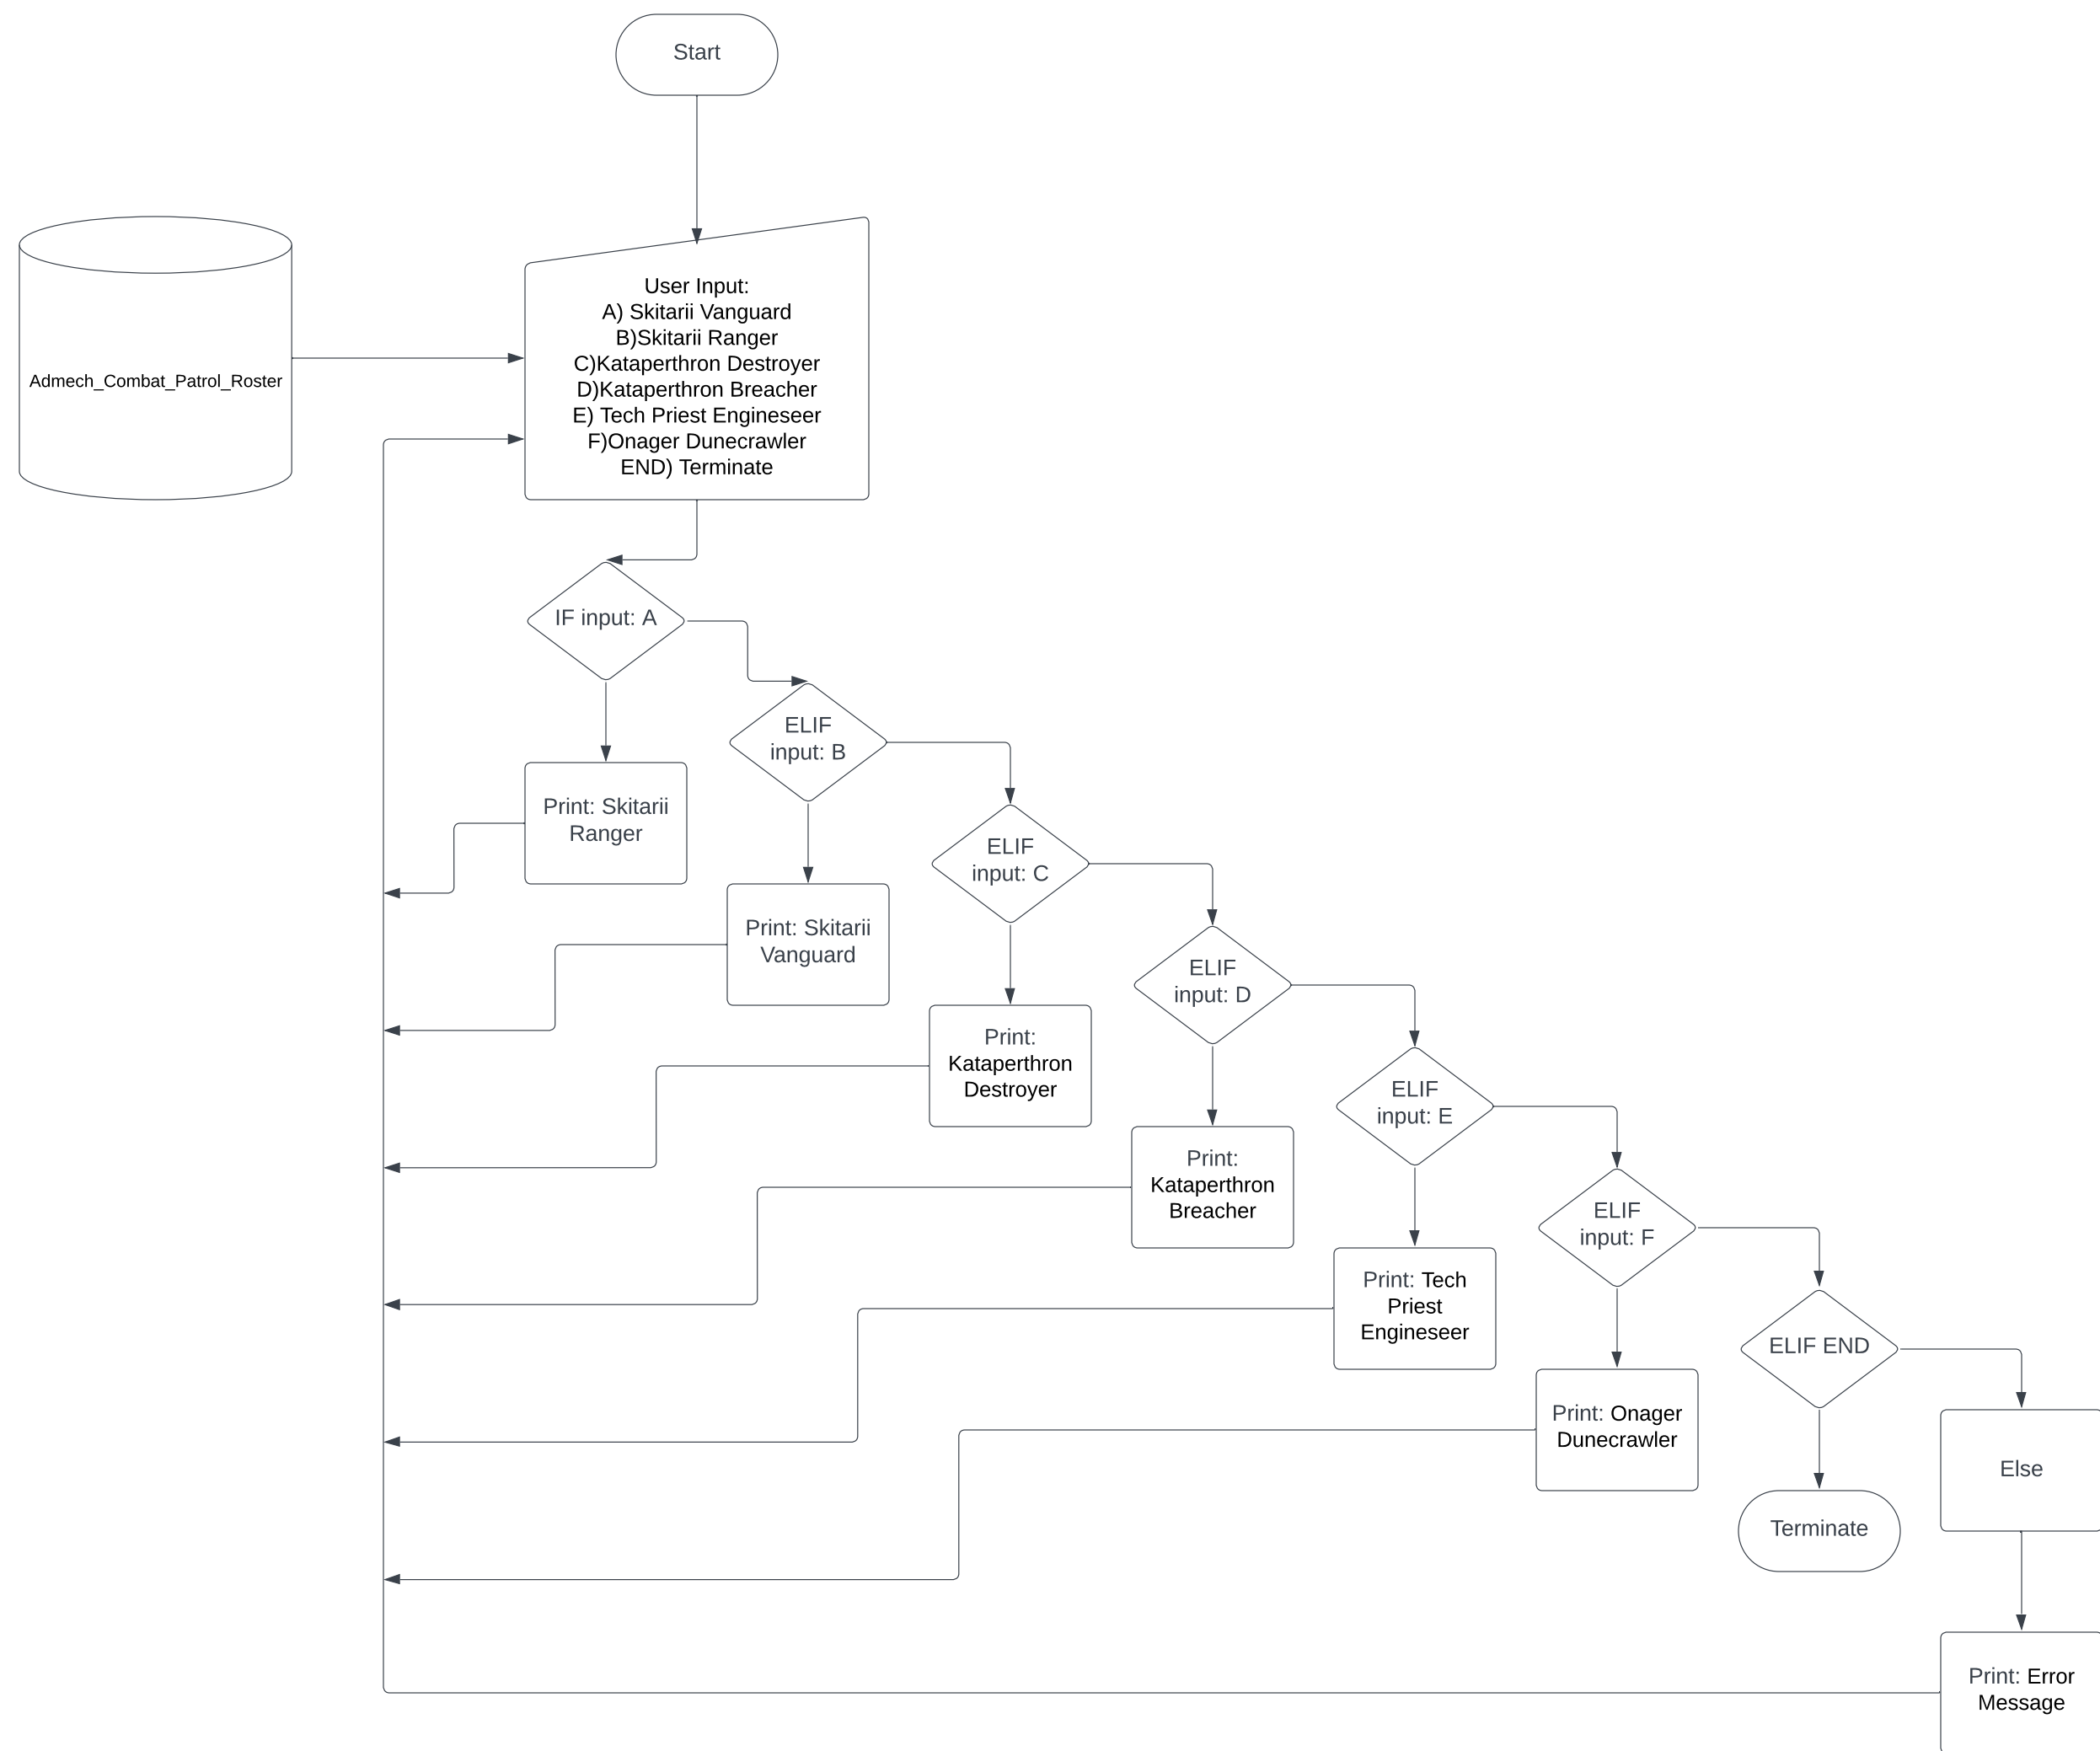 Start
Admech_Combat_Patrol_Roster
User Input:
A) Skitarii Vanguard
B)Skitarii Ranger
C)Kataperthron Destroyer
D)Kataperthron Breacher
E) Tech Priest Engineseer
F)Onager Dunecrawler
END) Terminate
IF input: A
ELIF
input: B
Print: Skitarii
Ranger
ELIF
input: C
Print: Skitarii
Vanguard
ELIF
input: D
Print:
Kataperthron
Destroyer
ELIF
input: E
Print:
Kataperthron
Breacher
ELIF
input: F
Print: Tech
Priest
Engineseer
ELIF END
Print: Onager
Dunecrawler
Else
Terminate
Print: Error
Message